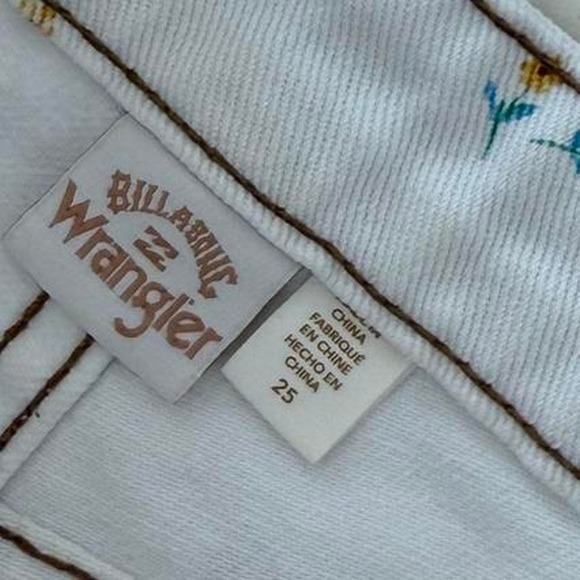 BILLABONG
Wrangler
CHINA
FABRIQUÉ
EN CHINE
HECHO EN
CHINA
25